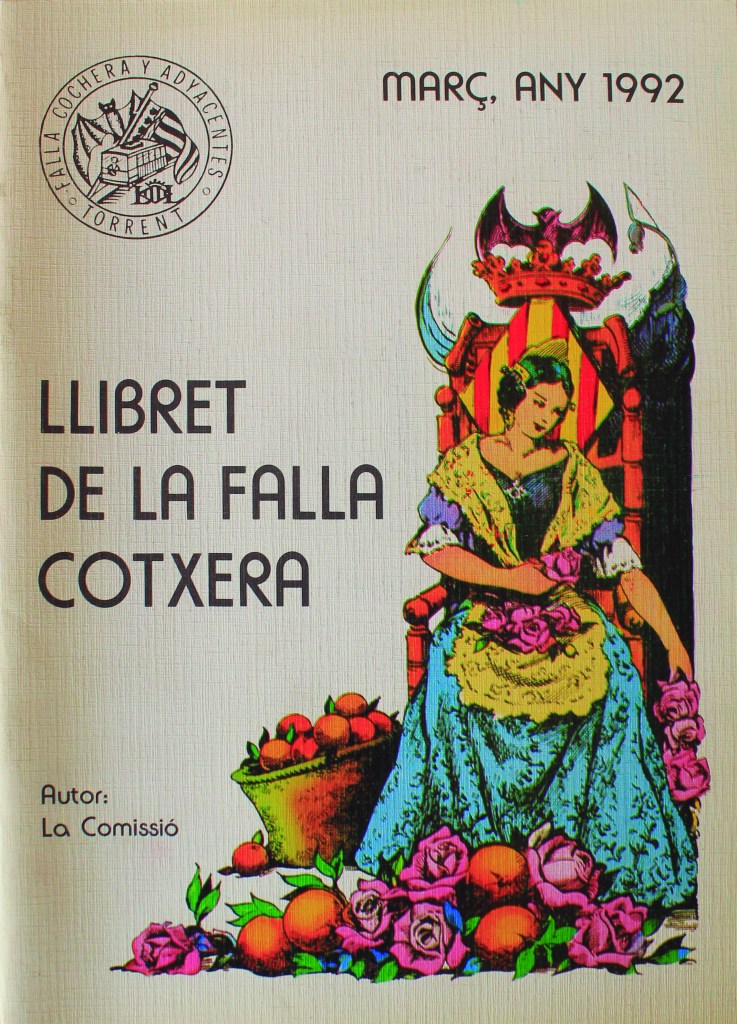 FALLA COCHERA Y ADYACENTES
TORRENT
MARÇ, ANY 1992
LLIBRET
DE LA FALLA
COTXERA
Autor:
La Comissió